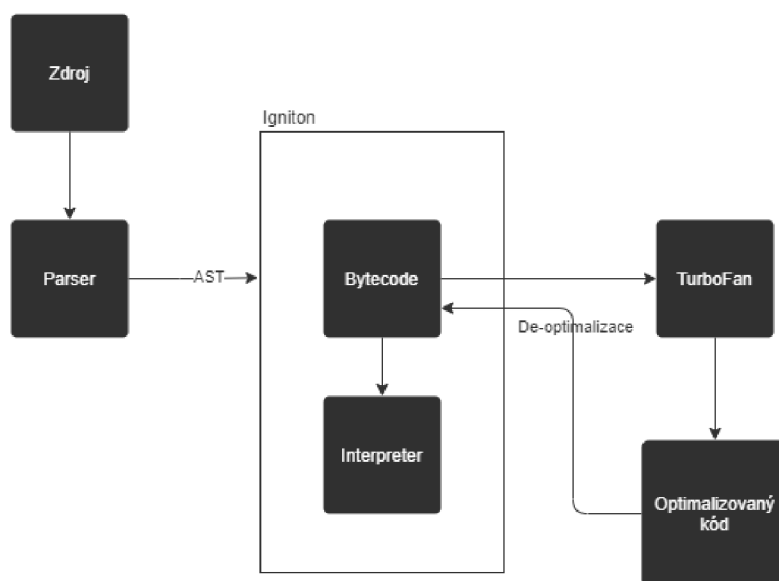 Zdroj
Igniton
Parser
AST
Bytecode
TurboFan
De-optimalizace
Interpreter
Optimalizovaný
kód